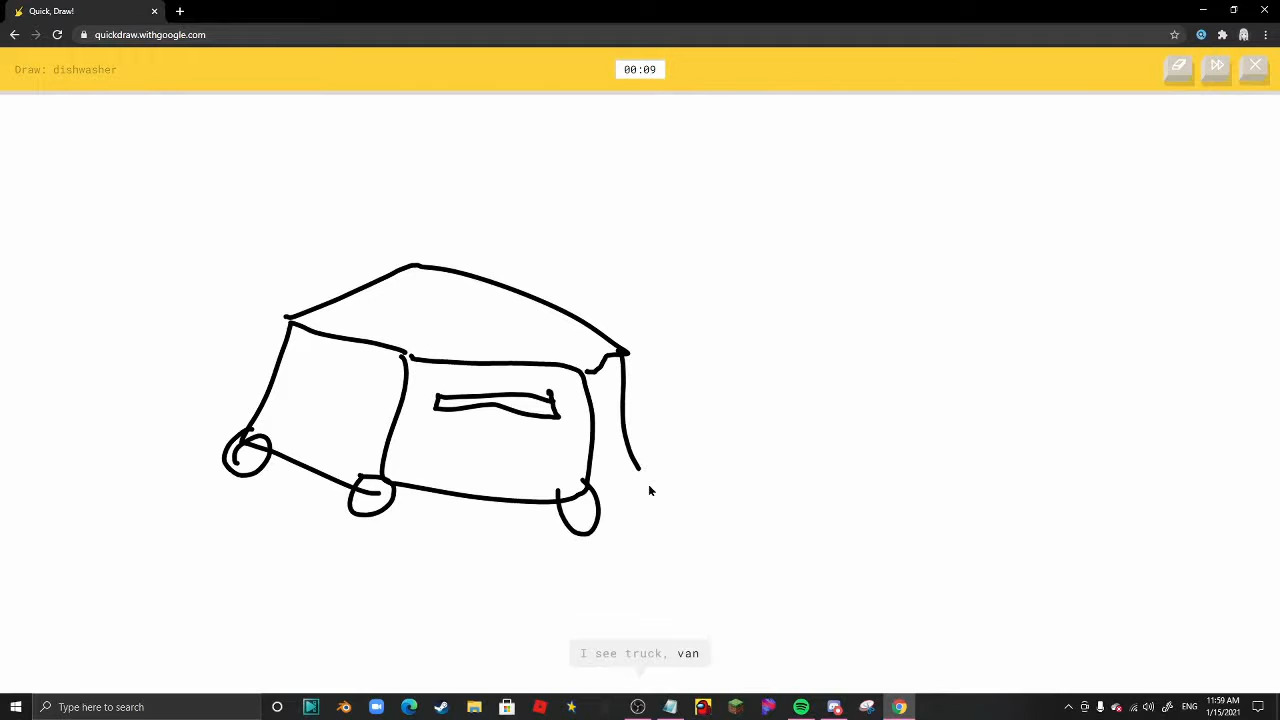 Quick, Draw!
quickdraw.withgoogle.com
Draw: dishwasher
00:09
I see truck, van
Type here to search
11:59 AM
1/15/2021